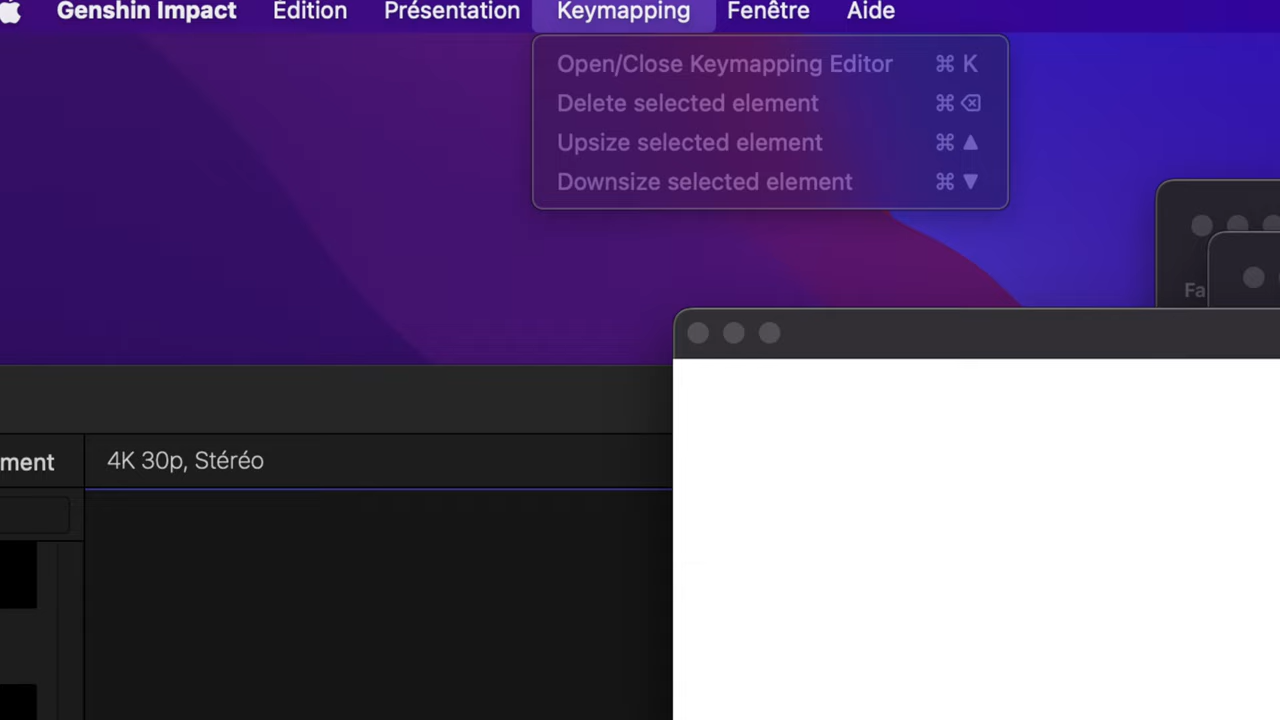 Genshin Impact Edition Présentation Keymapping Fenêtre Aide
Open/Close Keymapping Editor ⌘ K
Delete selected element ⌘ ⌫
Upsize selected element ⌘ ▲
Downsize selected element ⌘ ▼
Fa
ment 4K 30p, Stéréo